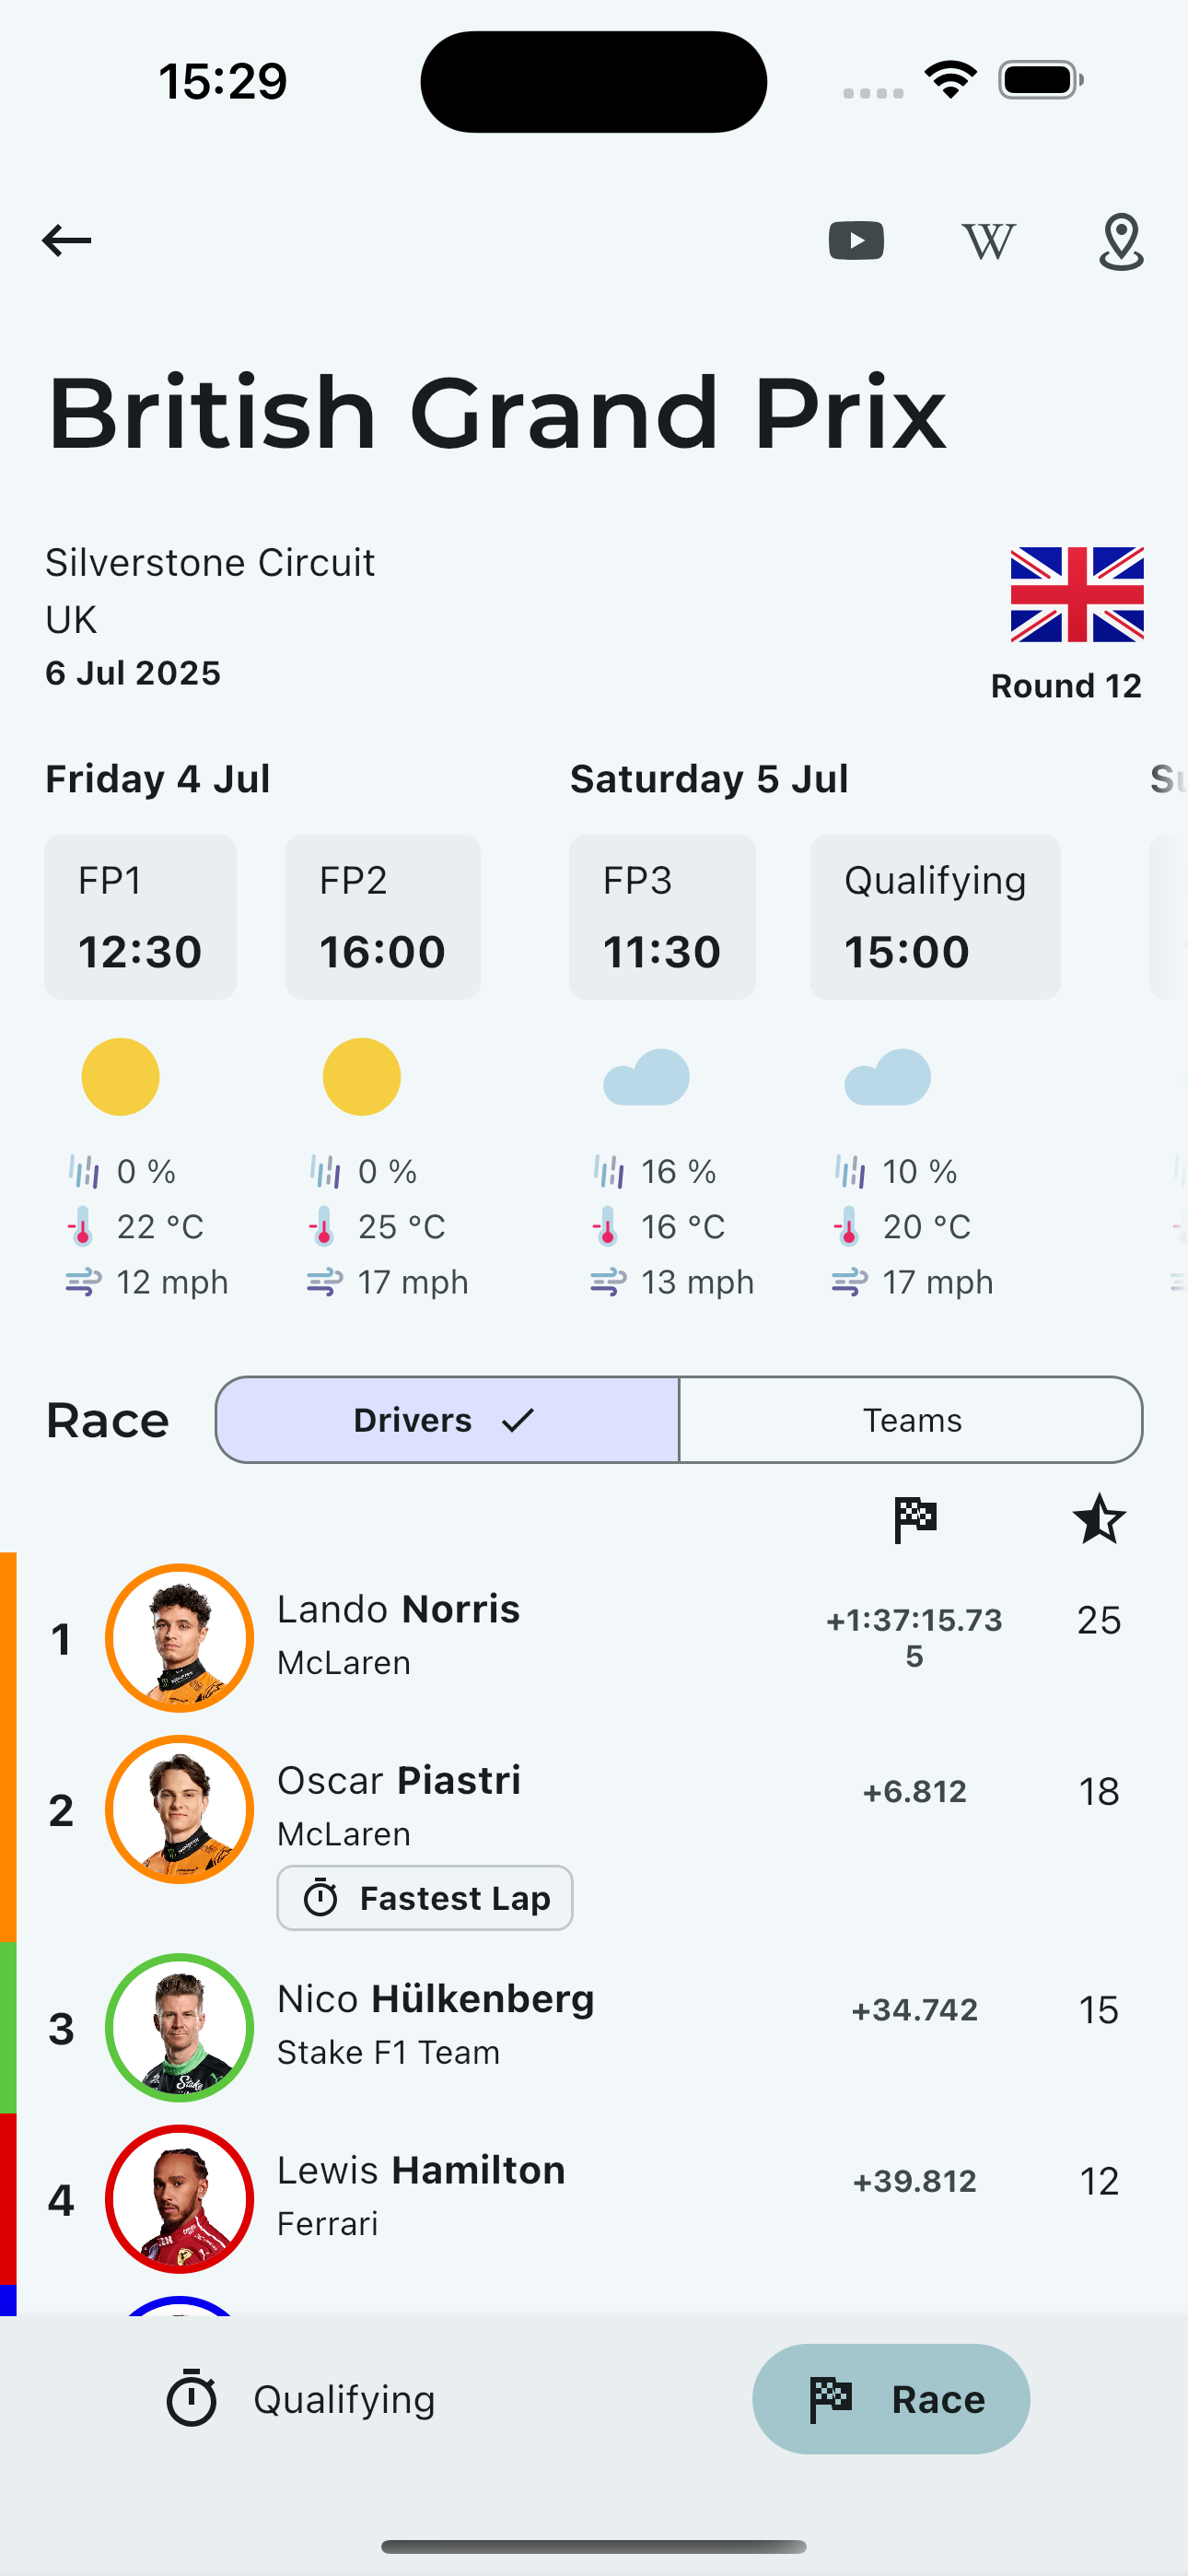 15:29
W
British Grand Prix
Silverstone Circuit
UK
6 Jul 2025
Round 12
Friday 4 Jul
Saturday 5 Jul
FP1
12:30
FP2
16:00
FP3
11:30
Qualifying
15:00
0 %
22 °C
12 mph
0 %
25 °C
17 mph
16 %
16 °C
13 mph
10 %
20 °C
17 mph
Race
Drivers
Teams
1
Lando Norris
McLaren
+1:37:15.73
5
25
2
Oscar Piastri
McLaren
Fastest Lap
+6.812
18
3
Nico Hülkenberg
Stake F1 Team
+34.742
15
4
Lewis Hamilton
Ferrari
+39.812
12
Qualifying
Race